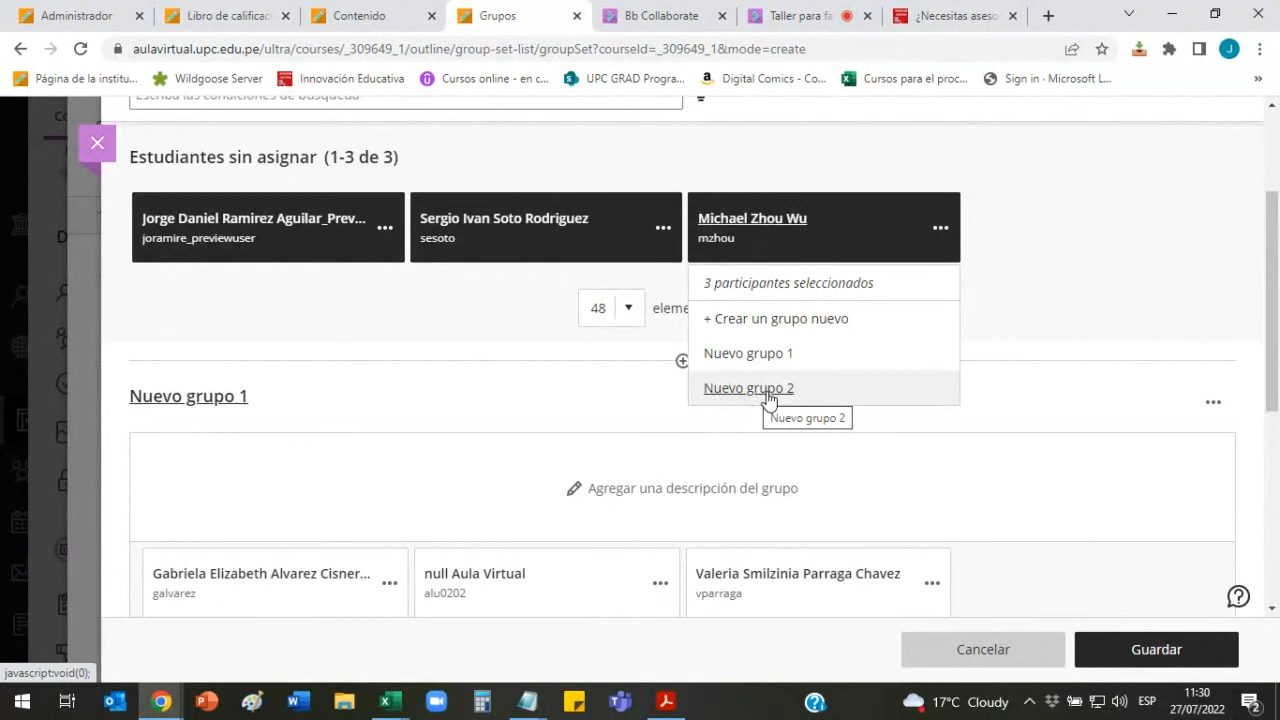 Administrador
Libro de calificac
Contenido
Grupos
Bb Collaborate
Taller para fa
¿Necesitas aseso
aulavirtual.upc.edu.pe/ultra/courses/_309649_1/outline/group-set-list/groupSet?courseId=_309649_1&mode=create
J
Página de la institu...
Wildgoose Server
Innovación Educativa
Cursos online - en c...
UPC GRAD Progra...
Digital Comics - Co...
Cursos para el proc...
Sign in · Microsoft L...
»
Escriba las condiciones de búsqueda
Estudiantes sin asignar (1-3 de 3)
Jorge Daniel Ramirez Aguilar_Prev...
joramire_previewuser
Sergio Ivan Soto Rodriguez
sesoto
Michael Zhou Wu
mzhou
3 participantes seleccionados
48
eleme
+ Crear un grupo nuevo
Nuevo grupo 1
Nuevo grupo 2
Nuevo grupo 2
Nuevo grupo 1
Agregar una descripción del grupo
Gabriela Elizabeth Alvarez Cisner...
galvarez
null Aula Virtual
alu0202
Valeria Smilzinia Parraga Chavez
vparraga
Cancelar
Guardar
javascript:void(0);
17°C Cloudy
ESP
11:30
27/07/2022
2